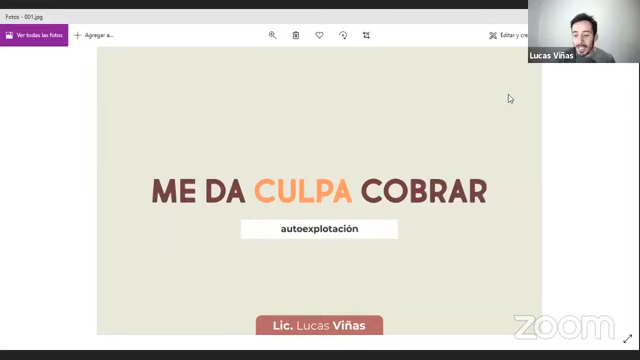 Fotos - 001.jpg
Ver todas las fotos
Agregar a...
Editar y cre
Lucas Viñas
ME DA CULPA COBRAR
autoexplotación
Lic. Lucas Viñas
zoom